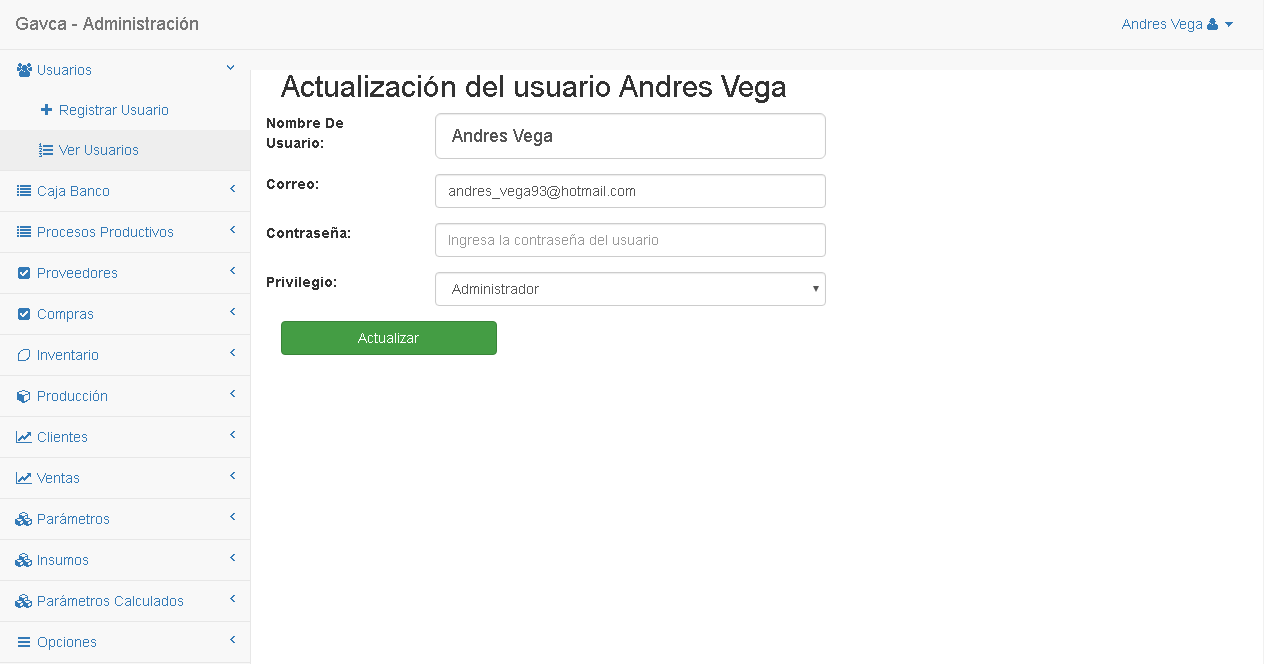 Gavca - Administración
Andres Vega
Usuarios
Registrar Usuario
Ver Usuarios
Caja Banco
Procesos Productivos
Proveedores
Compras
Inventario
Producción
Clientes
Ventas
Parámetros
Insumos
Parámetros Calculados
Opciones
Actualización del usuario Andres Vega
Nombre De
Usuario:
Andres Vega
Correo:
andres_vega93@hotmail.com
Contraseña:
Ingresa la contraseña del usuario
Privilegio:
Administrador
Actualizar